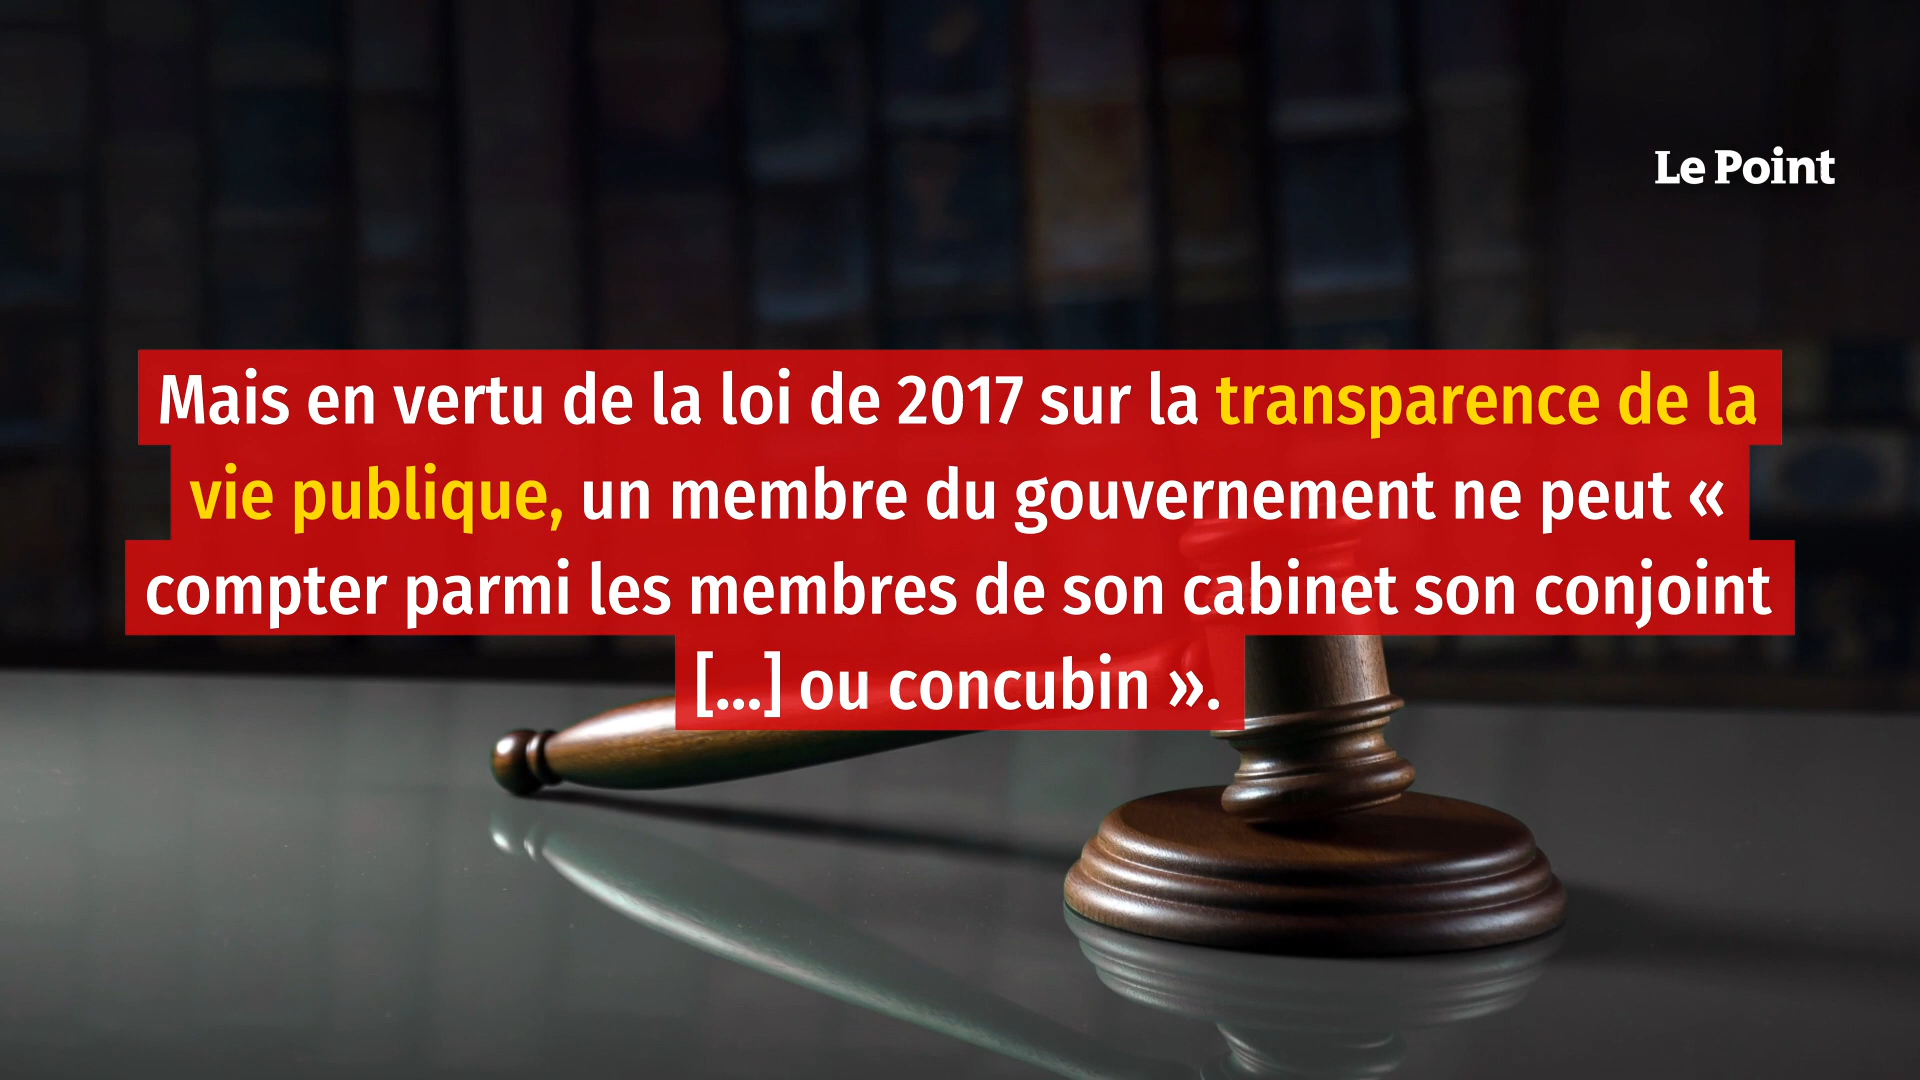 Le Point
Mais en vertu de la loi de 2017 sur la transparence de la
vie publique, un membre du gouvernement ne peut «
compter parmi les membres de son cabinet son conjoint
[...] ou concubin ».